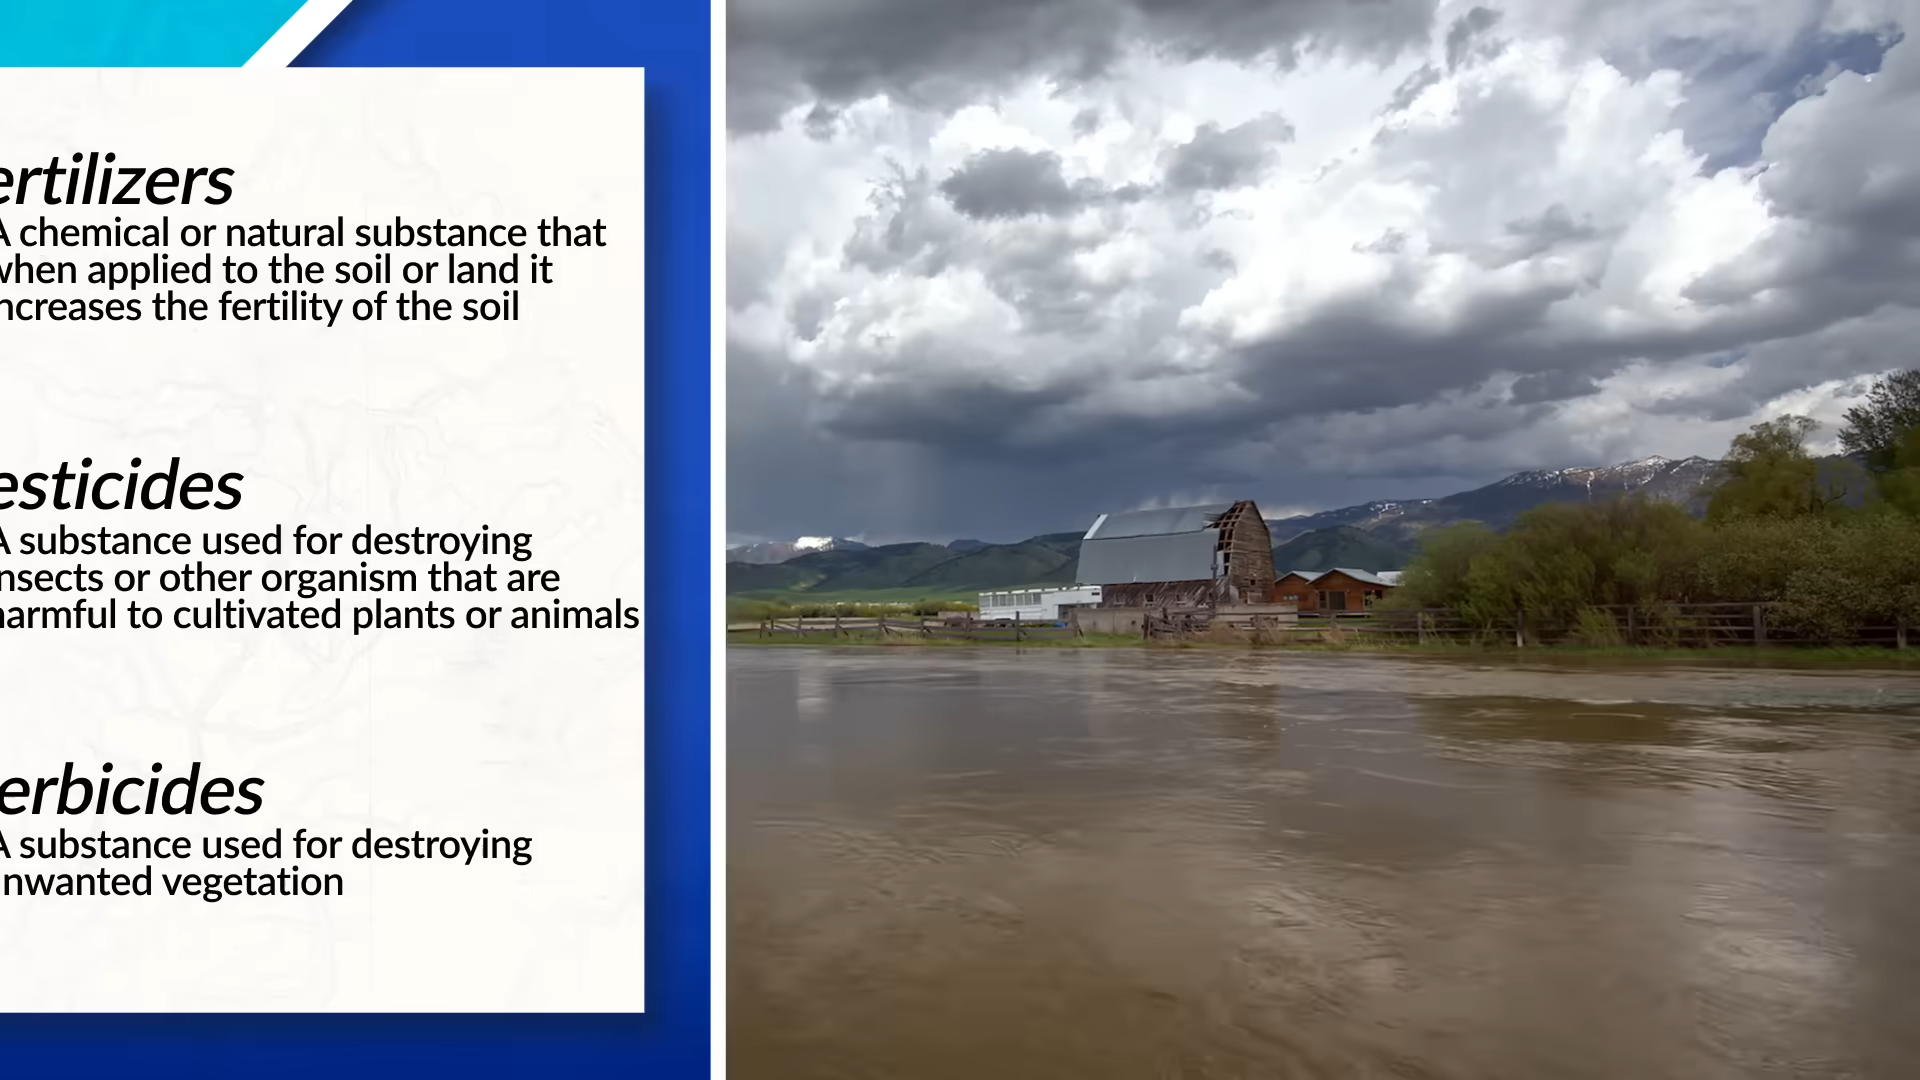 ertilizers
A chemical or natural substance that
when applied to the soil or land it
ncreases the fertility of the soil
esticides
A substance used for destroying
nsects or other organism that are
harmful to cultivated plants or animals
erbicides
A substance used for destroying
nwanted vegetation